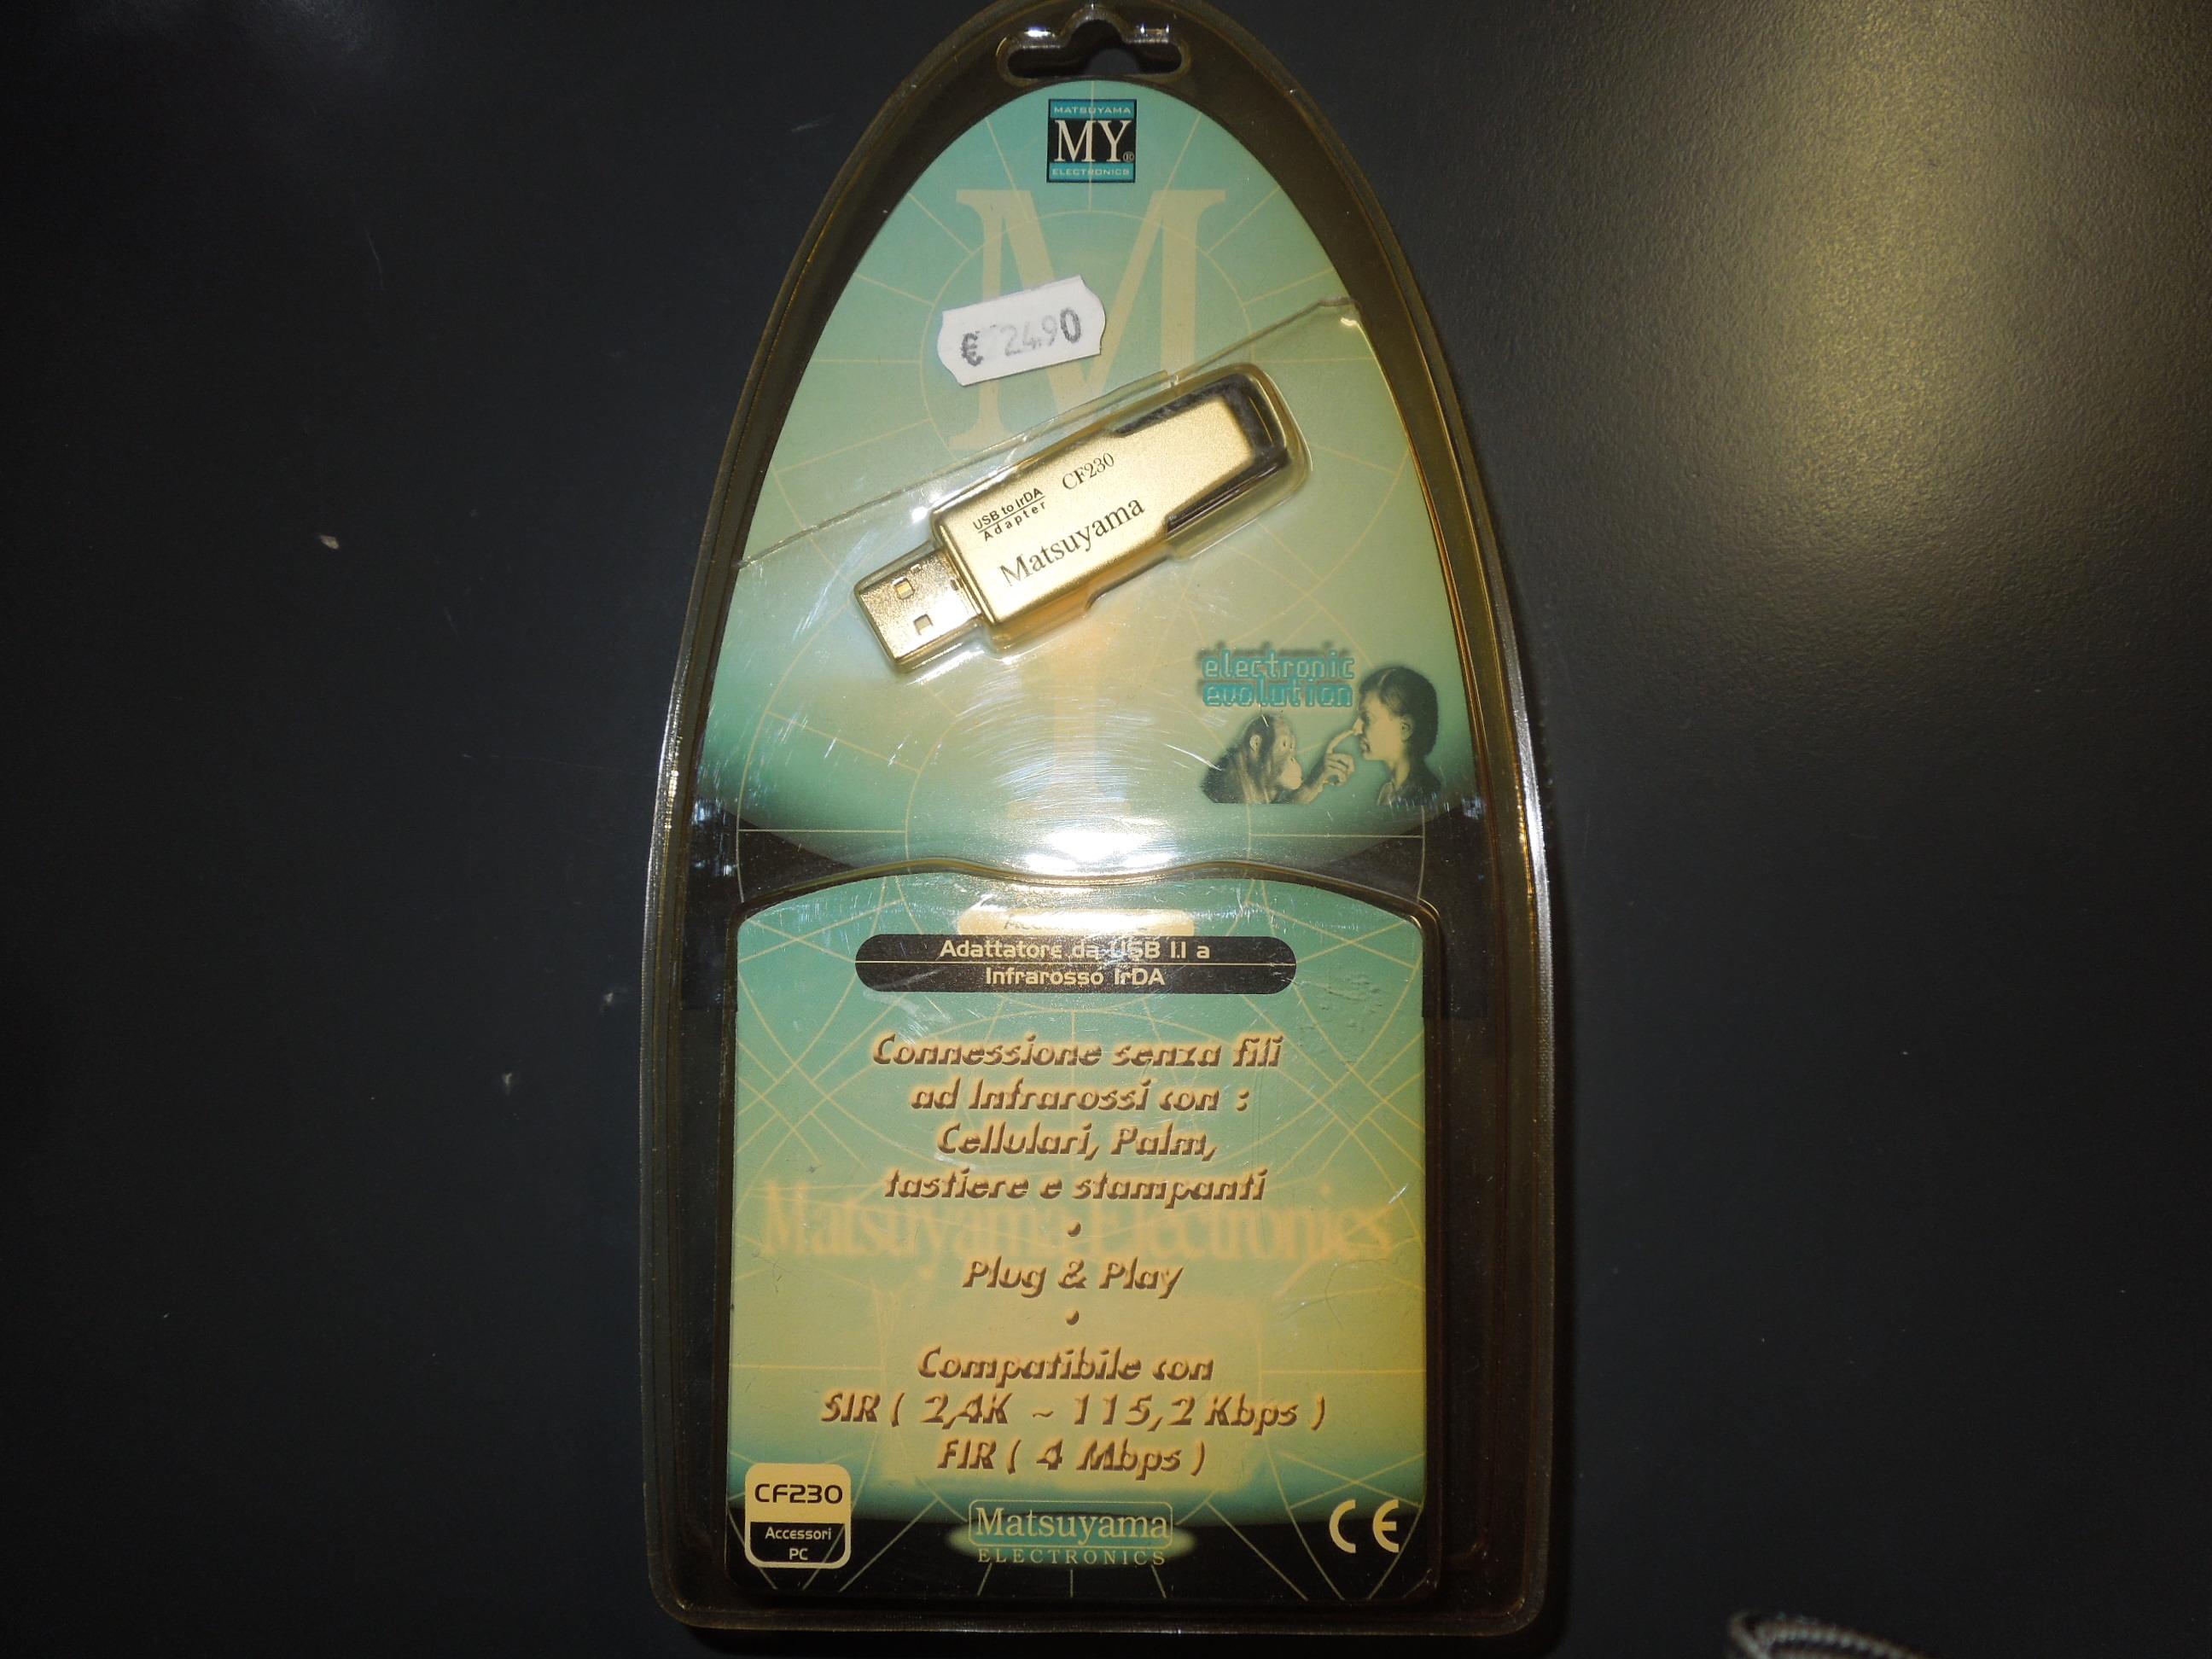 MATSUYAMA
MY®
ELECTRONICS
M
€ 24.90
USB to IrDA CF230
Adapter
Matsuyama
electronic
evolution
Adattatore da USB 1.1 a
Infrarosso IrDA
Connessione senza fili
ad Infrarossi con :
Cellulari, Palm,
tastiere e stampanti
Matsuyama Electronics
•
Plug & Play
•
Compatibile con
SIR ( 2,4K ~ 115,2 Kbps )
FIR ( 4 Mbps )
CF230
Accessori
PC
Matsuyama
ELECTRONICS
CE